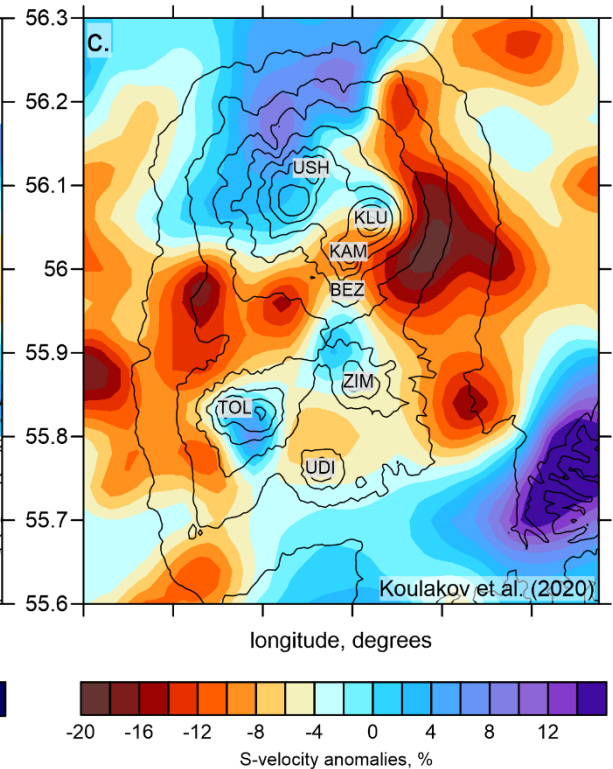 56.3
C.
56.2
USH
56.1
KLU
KAM
56
BEZ
55.9
ZIM
TOL
55.8
UDI
55.7
Koulakov et al. (2020)
55.6
longitude, degrees
-20 -16 -12 -8 -4 0 4 8 12
S-velocity anomalies, %